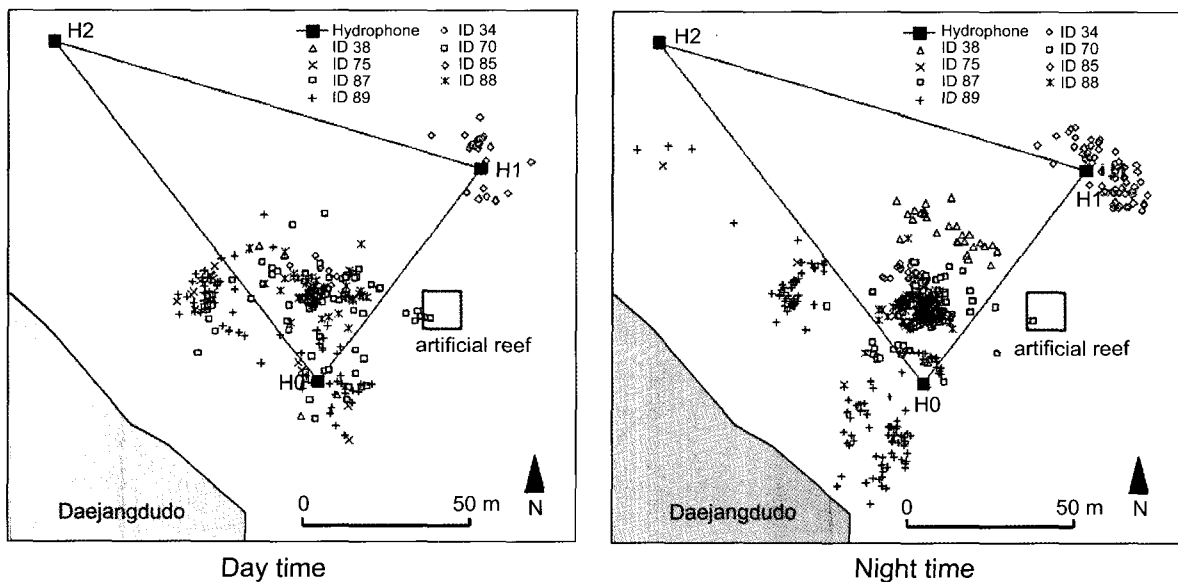 H2
Hydrophone
ID 34
ID 38
ID 70
ID 75
ID 85
ID 87
ID 88
ID 89
H1
artificial reef
H0
0
50 m
N
Daejangdudo
Day time
H2
Hydrophone
ID 34
ID 38
ID 70
ID 75
ID 85
ID 87
ID 88
ID 89
H1
artificial reef
H0
0
50 m
N
Daejangdudo
Night time